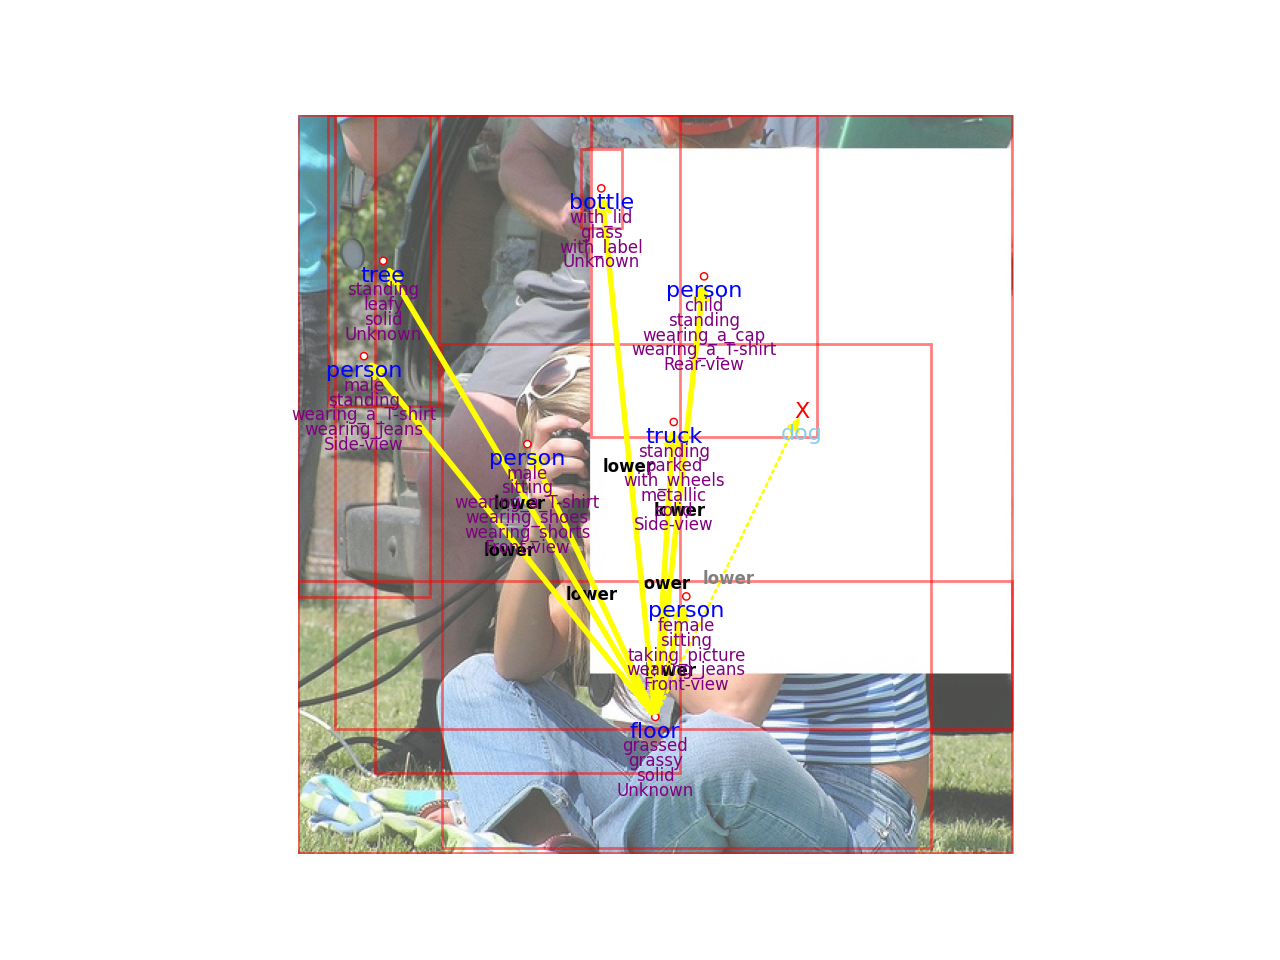 Y
bottle
with_lid
glass
with_label
Unknown
tree
standing
leafy
solid
Unknown
person
child
standing
wearing_a_cap
wearing_a_T-shirt
Rear-view
person
male
standing
wearing_a_T-shirt
wearing_jeans
Side-view
X
dog
truck
standing
parked
with_wheels
metallic
Side-view
person
male
sitting
wearing_a_T-shirt
wearing_shoes
wearing_shorts
Front-view
lower
lower
lower
lower
lower
lower
person
female
sitting
taking_picture
wearing_jeans
Front-view
floor
grassed
grassy
solid
Unknown